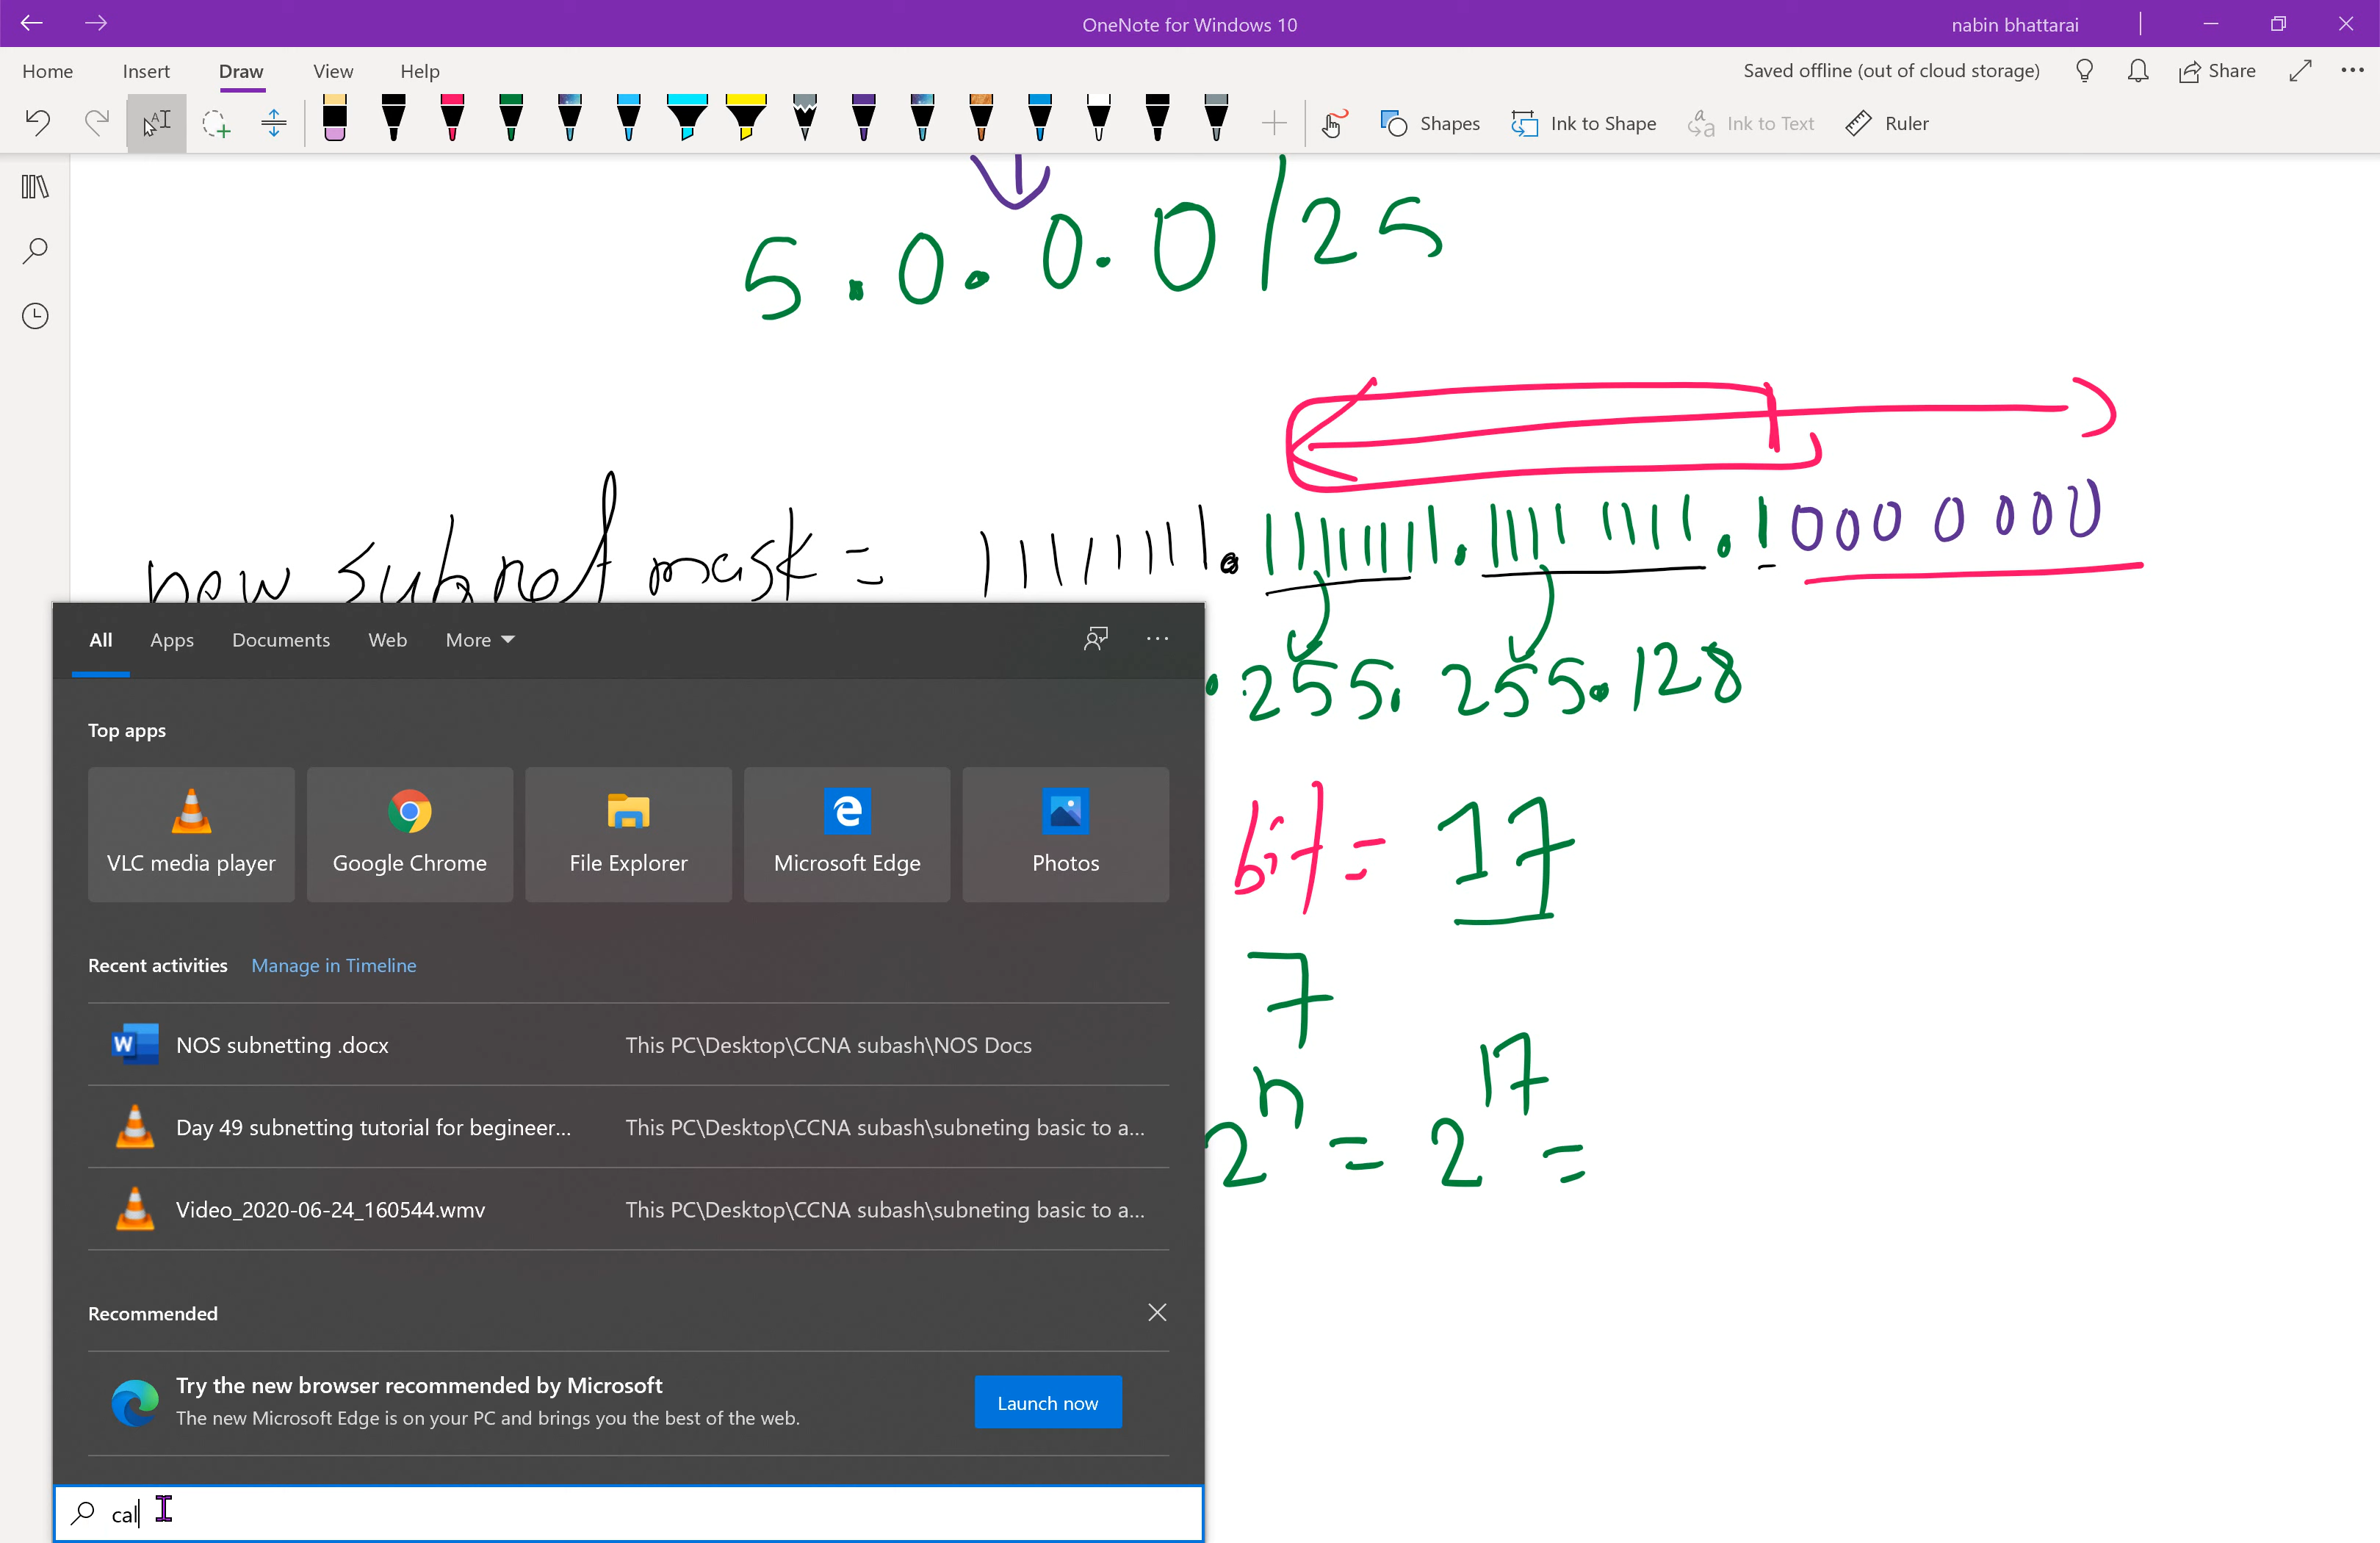 OneNote for Windows 10
nabin bhattarai
Home Insert Draw View Help
Saved offline (out of cloud storage)
Share
Shapes
Ink to Shape
Ink to Text
Ruler
5.0.0.0/25
new subnet mask = 11111111.11111111.11111111.10000000
.255.255.128
bit = 17
7
2ⁿ = 2¹⁷ =
All Apps Documents Web More
Top apps
VLC media player
Google Chrome
File Explorer
Microsoft Edge
Photos
Recent activities Manage in Timeline
NOS subnetting .docx This PC\Desktop\CCNA subash\NOS Docs
Day 49 subnetting tutorial for begineer... This PC\Desktop\CCNA subash\subneting basic to a...
Video_2020-06-24_160544.wmv This PC\Desktop\CCNA subash\subneting basic to a...
Recommended
Try the new browser recommended by Microsoft
The new Microsoft Edge is on your PC and brings you the best of the web.
Launch now
cal